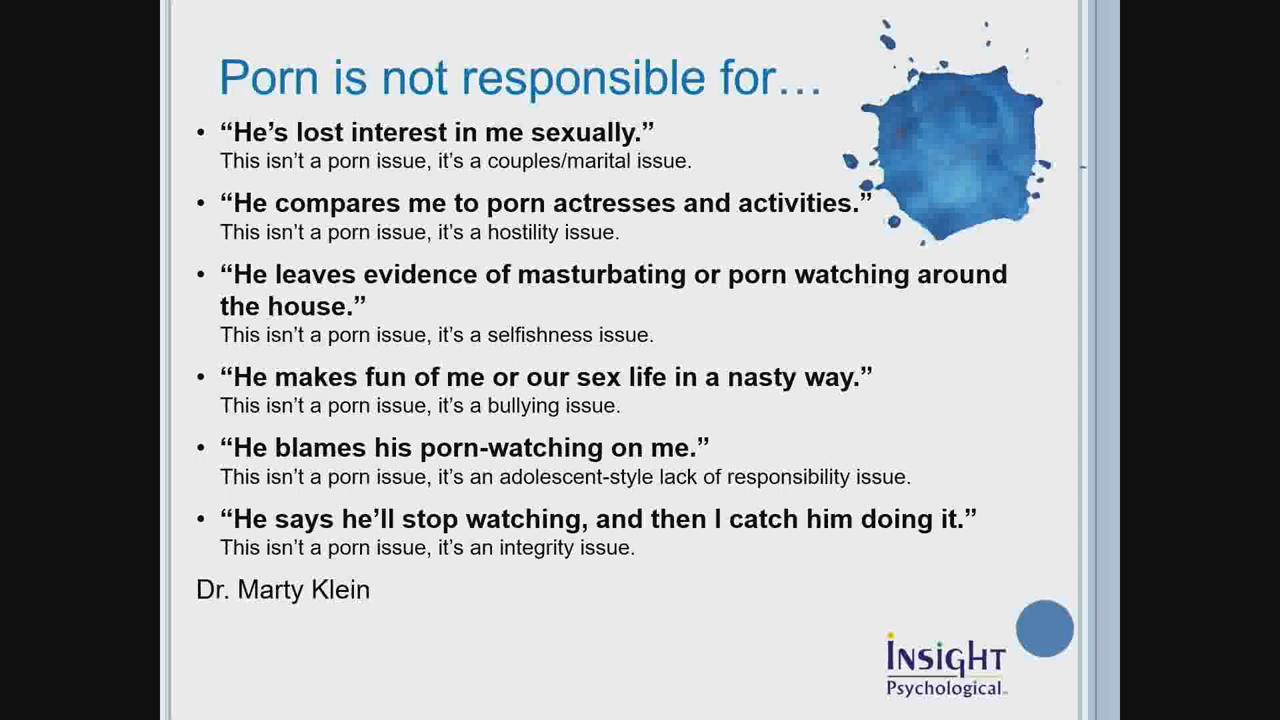 Porn is not responsible for…
• “He’s lost interest in me sexually.”
This isn’t a porn issue, it’s a couples/marital issue.
• “He compares me to porn actresses and activities.”
This isn’t a porn issue, it’s a hostility issue.
• “He leaves evidence of masturbating or porn watching around
the house.”
This isn’t a porn issue, it’s a selfishness issue.
• “He makes fun of me or our sex life in a nasty way.”
This isn’t a porn issue, it’s a bullying issue.
• “He blames his porn-watching on me.”
This isn’t a porn issue, it’s an adolescent-style lack of responsibility issue.
• “He says he’ll stop watching, and then I catch him doing it.”
This isn’t a porn issue, it’s an integrity issue.
Dr. Marty Klein
INSiGHT
Psychological